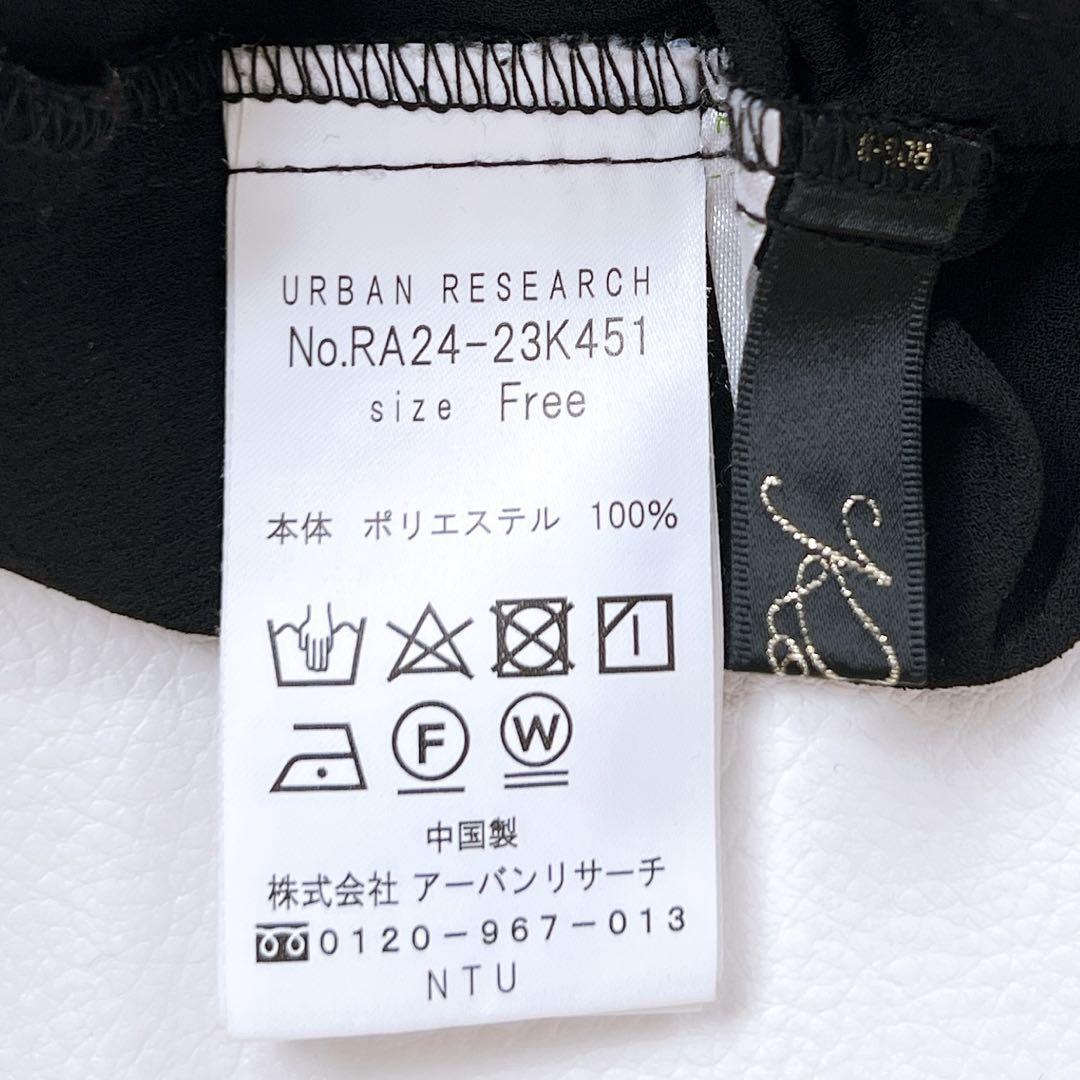 URBAN RESEARCH
No.RA24-23K451
size Free
本体 ポリエステル 100%
F
W
中国製
株式会社 アーバンリサーチ
0120-967-013
NTU